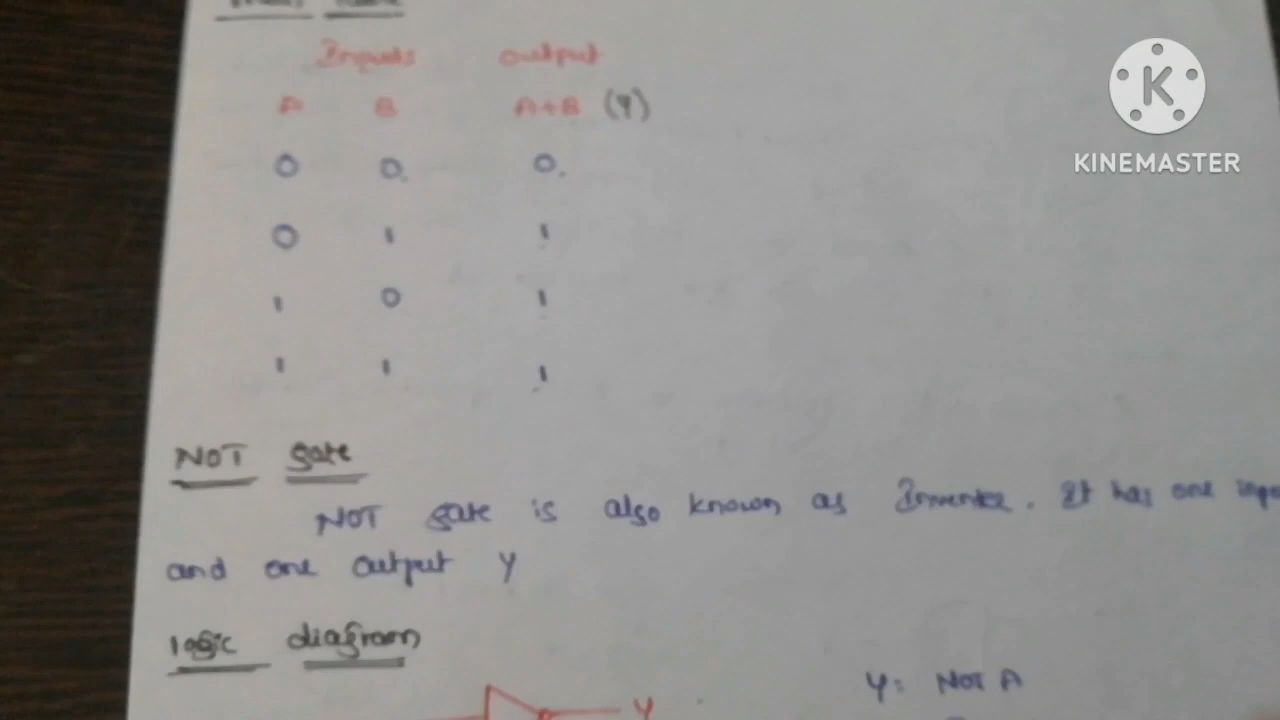 Inputs output
A B A+B (Y)
0 0. 0.
0 1 1
1 0 1
1 1 1
NOT gate
NOT gate is also known as Inverter. It has one
and one output Y
logic diagram
Y: NOT A
Y
K
KINEMASTER